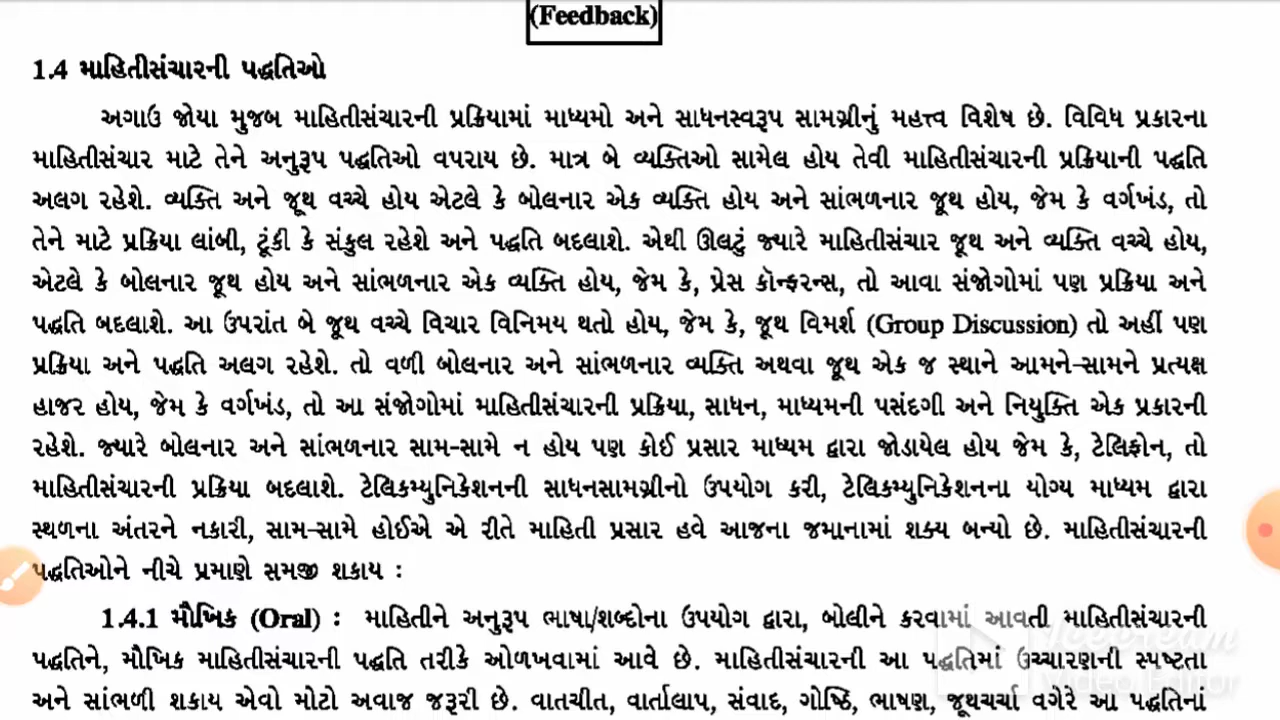 (Feedback)
1.4 માહિતીસંચારની પદ્ધતિઓ
અગાઉ જોયા મુજબ માહિતીસંચારની પ્રક્રિયામાં માધ્યમો અને સાધનસ્વરૂપ સામગ્રીનું મહત્ત્વ વિશેષ છે. વિવિધ પ્રકારના
માહિતીસંચાર માટે તેને અનુરૂપ પદ્ધતિઓ વપરાય છે. માત્ર બે વ્યક્તિઓ સામેલ હોય તેવી માહિતીસંચારની પ્રક્રિયાની પદ્ધતિ
અલગ રહેશે. વ્યક્તિ અને જૂથ વચ્ચે હોય એટલે કે બોલનાર એક વ્યક્તિ હોય અને સાંભળનાર જૂથ હોય, જેમ કે વર્ગખંડ, તો
તેને માટે પ્રક્રિયા લાંબી, ટૂંકી કે સંકુલ રહેશે અને પદ્ધતિ બદલાશે. એથી ઊલટું જ્યારે માહિતીસંચાર જૂથ અને વ્યક્તિ વચ્ચે હોય,
એટલે કે બોલનાર જૂથ હોય અને સાંભળનાર એક વ્યક્તિ હોય, જેમ કે, પ્રેસ કૉન્ફરન્સ, તો આવા સંજોગોમાં પણ પ્રક્રિયા અને
પદ્ધતિ બદલાશે. આ ઉપરાંત બે જૂથ વચ્ચે વિચાર વિનિમય થતો હોય, જેમ કે, જૂથ વિમર્શ (Group Discussion) તો અહીં પણ
પ્રક્રિયા અને પદ્ધતિ અલગ રહેશે. તો વળી બોલનાર અને સાંભળનાર વ્યક્તિ અથવા જૂથ એક જ સ્થાને આમને-સામને પ્રત્યક્ષ
હાજર હોય, જેમ કે વર્ગખંડ, તો આ સંજોગોમાં માહિતીસંચારની પ્રક્રિયા, સાધન, માધ્યમની પસંદગી અને નિયુક્તિ એક પ્રકારની
રહેશે. જ્યારે બોલનાર અને સાંભળનાર સામ-સામે ન હોય પણ કોઈ પ્રસાર માધ્યમ દ્વારા જોડાયેલ હોય જેમ કે, ટેલિફોન, તો
માહિતીસંચારની પ્રક્રિયા બદલાશે. ટેલિકમ્યુનિકેશનની સાધનસામગ્રીનો ઉપયોગ કરી, ટેલિકમ્યુનિકેશનના યોગ્ય માધ્યમ દ્વારા
સ્થળના અંતરને નકારી, સામ-સામે હોઈએ એ રીતે માહિતી પ્રસાર હવે આજના જમાનામાં શક્ય બન્યો છે. માહિતીસંચારની
પદ્ધતિઓને નીચે પ્રમાણે સમજી શકાય :
1.4.1 મૌખિક (Oral) : માહિતીને અનુરૂપ ભાષા/શબ્દોના ઉપયોગ દ્વારા, બોલીને કરવામાં આવતી માહિતીસંચારની
પદ્ધતિને, મૌખિક માહિતીસંચારની પદ્ધતિ તરીકે ઓળખવામાં આવે છે. માહિતીસંચારની આ પદ્ધતિમાં ઉચ્ચારણની સ્પષ્ટતા
અને સાંભળી શકાય એવો મોટો અવાજ જરૂરી છે. વાતચીત, વાર્તાલાપ, સંવાદ, ગોષ્ઠિ, ભાષણ, જૂથચર્ચા વગેરે આ પદ્ધતિનાં
Icecream
Video Editor